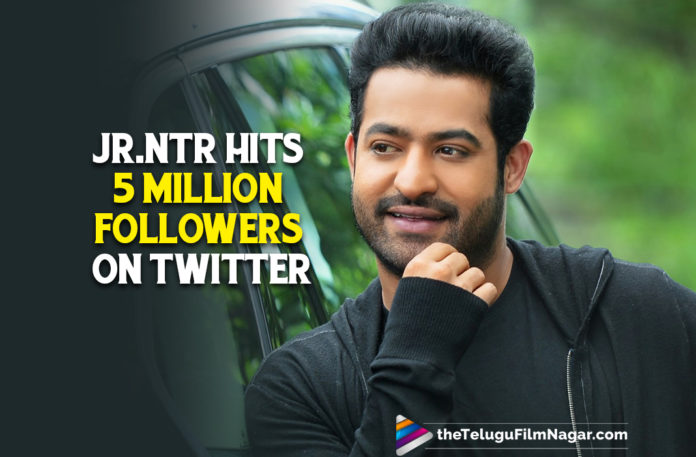 JR.NTR HITS
5 MILLION
FOLLOWERS
ON TWITTER
theTeluguFilmNagar.com